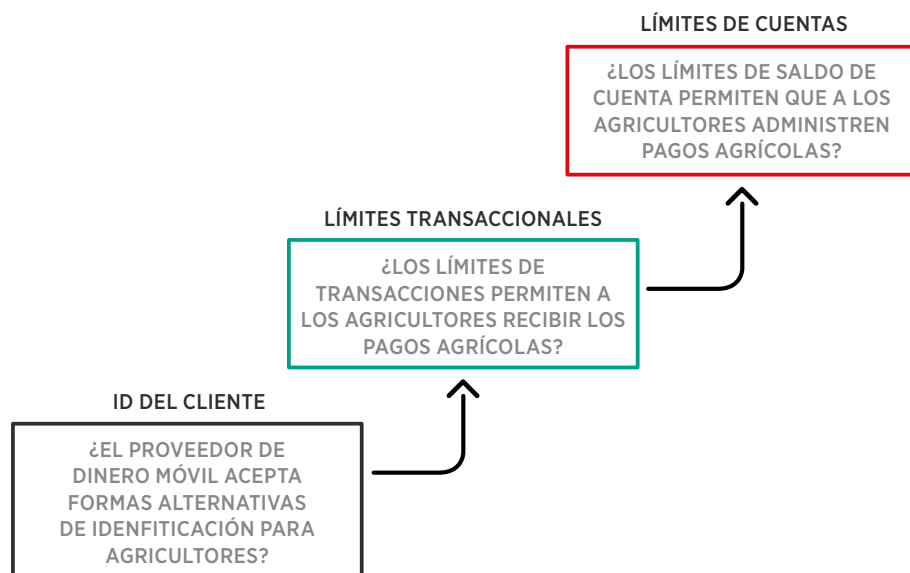 LÍMITES DE CUENTAS
¿LOS LÍMITES DE SALDO DE
CUENTA PERMITEN QUE A LOS
AGRICULTORES ADMINISTREN
PAGOS AGRÍCOLAS?
LÍMITES TRANSACCIONALES
¿LOS LÍMITES DE
TRANSACCIONES PERMITEN A
LOS AGRICULTORES RECIBIR LOS
PAGOS AGRÍCOLAS?
ID DEL CLIENTE
¿EL PROVEEDOR DE
DINERO MÓVIL ACEPTA
FORMAS ALTERNATIVAS
DE IDENFITICACIÓN PARA
AGRICULTORES?